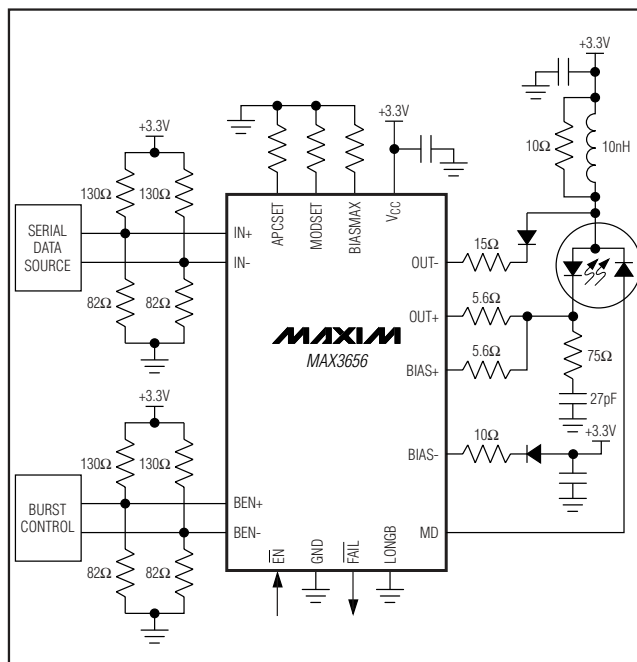 +3.3V
10Ω
10nH
+3.3V
+3.3V
130Ω
130Ω
APCSET
MODSET
BIASMAX
VCC
SERIAL
DATA
SOURCE
IN+
IN-
82Ω
82Ω
OUT-
15Ω
OUT+
5.6Ω
MAXIM
MAX3656
BIAS+
5.6Ω
75Ω
27pF
+3.3V
+3.3V
130Ω
130Ω
BIAS-
10Ω
BURST
CONTROL
BEN+
BEN-
MD
82Ω
82Ω
EN
GND
FAIL
LONGB